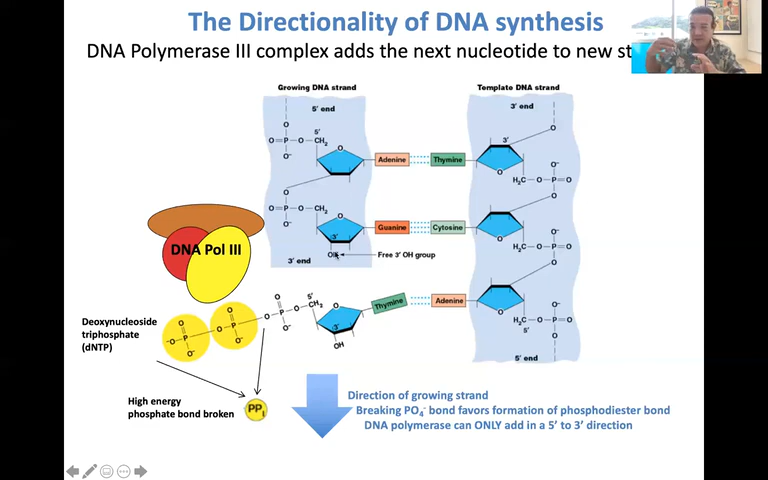 The Directionality of DNA synthesis
DNA Polymerase III complex adds the next nucleotide to new
Growing DNA strand
Template DNA strand
5' end
3' end
O
O
5'
3'
O=P—O—CH₂
O
O⁻
O⁻
Adenine
Thymine
O
H₂C—O—P=O
O
O
O=P—O—CH₂
O
O⁻
O⁻
Guanine
Cytosine
3'
O
H₂C—O—P=O
DNA Pol III
OH
Free 3' OH group
3' end
O
O
5'
CH₂
O
Thymine
Adenine
O⁻
O
P
O
O
H₂C—O—P=O
Deoxynucleoside
triphosphate
(dNTP)
O
O
⁻O—P
O
P
O
O⁻
3'
5'
O
O⁻
O⁻
OH
5' end
High energy
phosphate bond broken
PPi
Direction of growing strand
Breaking PO₄⁻ bond favors formation of phosphodiester bond
DNA polymerase can ONLY add in a 5' to 3' direction